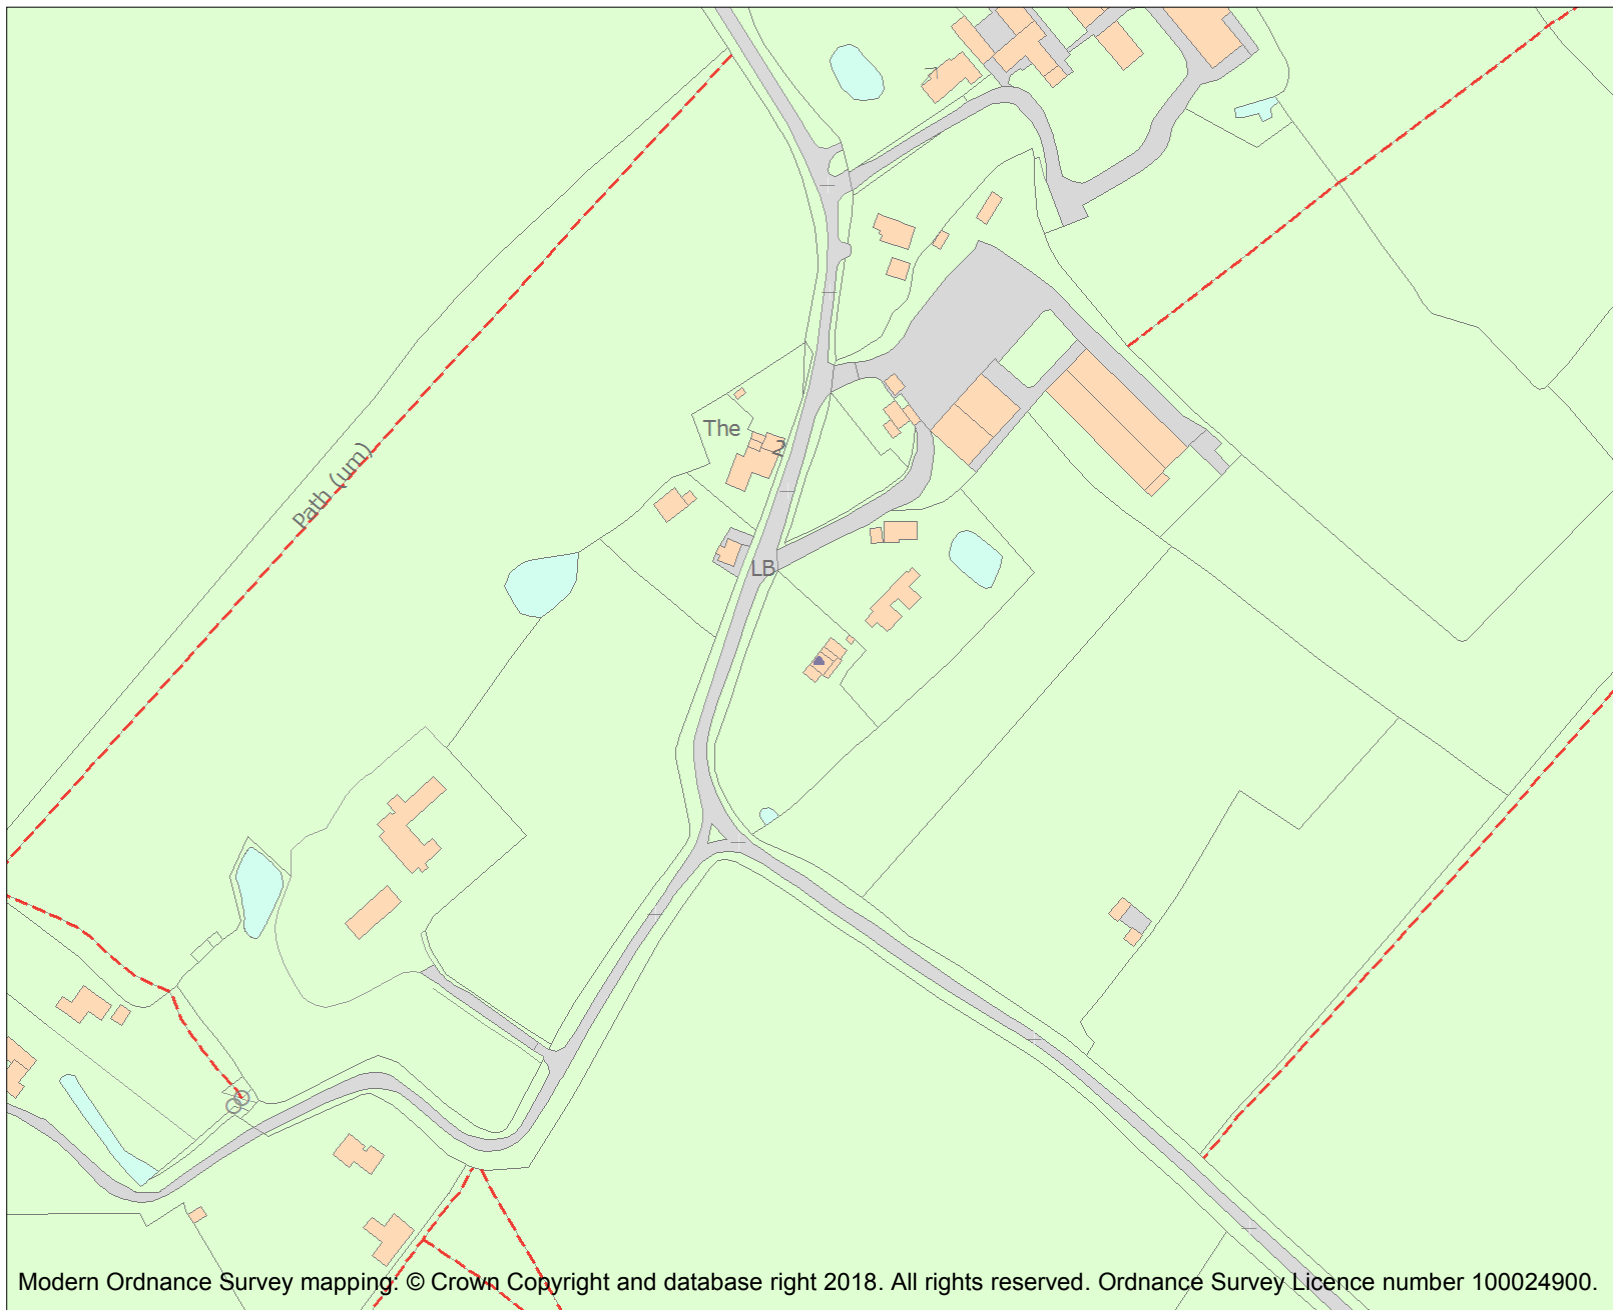 7
The
2
Path (um)
LB
Modern Ordnance Survey mapping: © Crown Copyright and database right 2018. All rights reserved. Ordnance Survey Licence number 100024900.